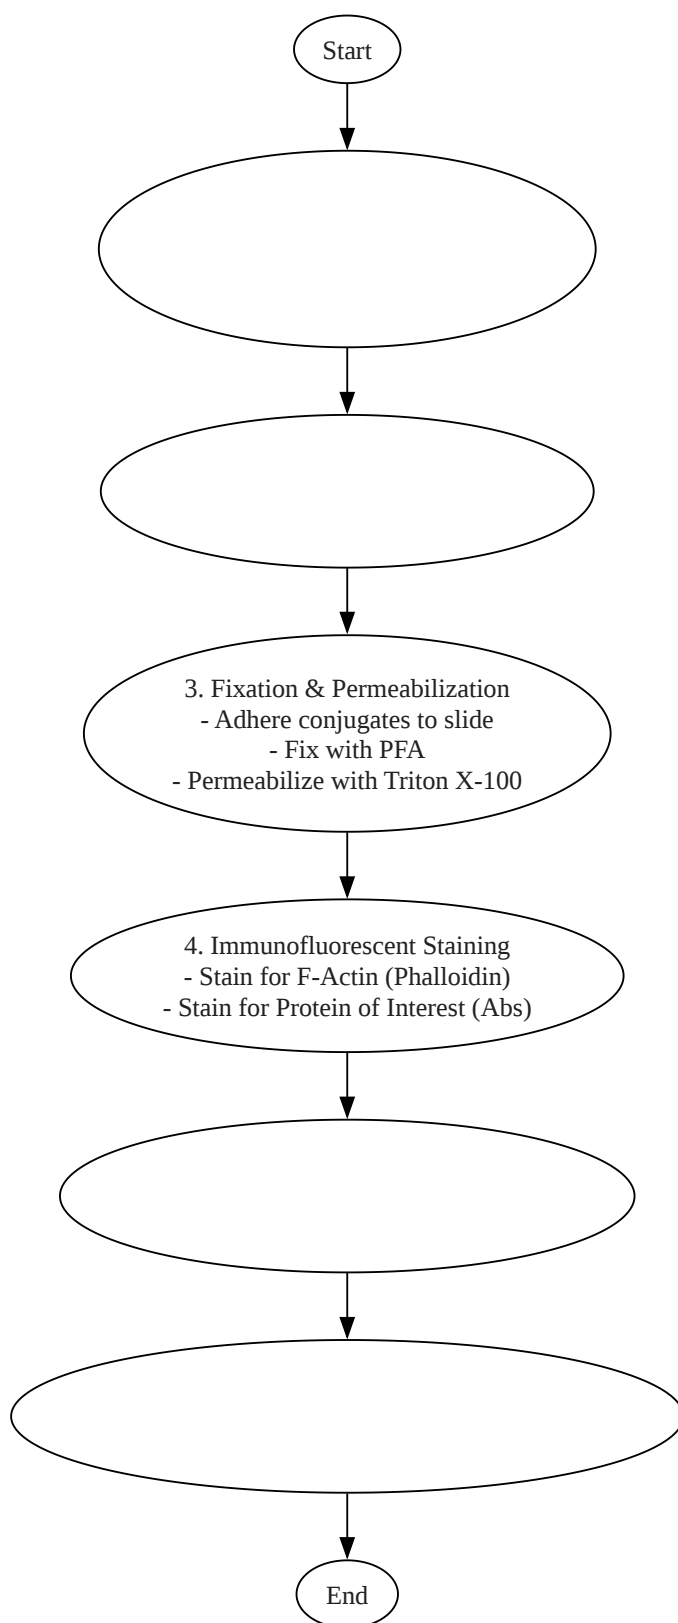 Start
3. Fixation & Permeabilization
- Adhere conjugates to slide
- Fix with PFA
- Permeabilize with Triton X-100
4. Immunofluorescent Staining
- Stain for F-Actin (Phalloidin)
- Stain for Protein of Interest (Abs)
End